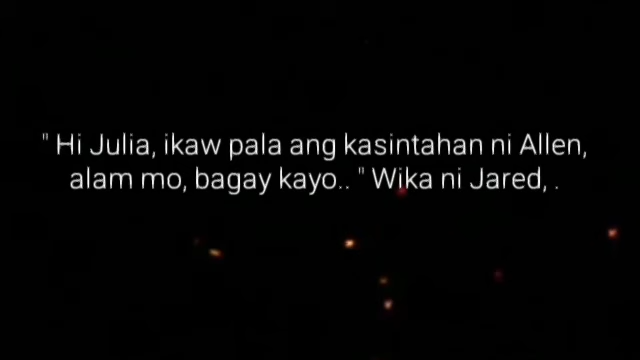 " Hi Julia, ikaw pala ang kasintahan ni Allen,
alam mo, bagay kayo.. " Wika ni Jared, .